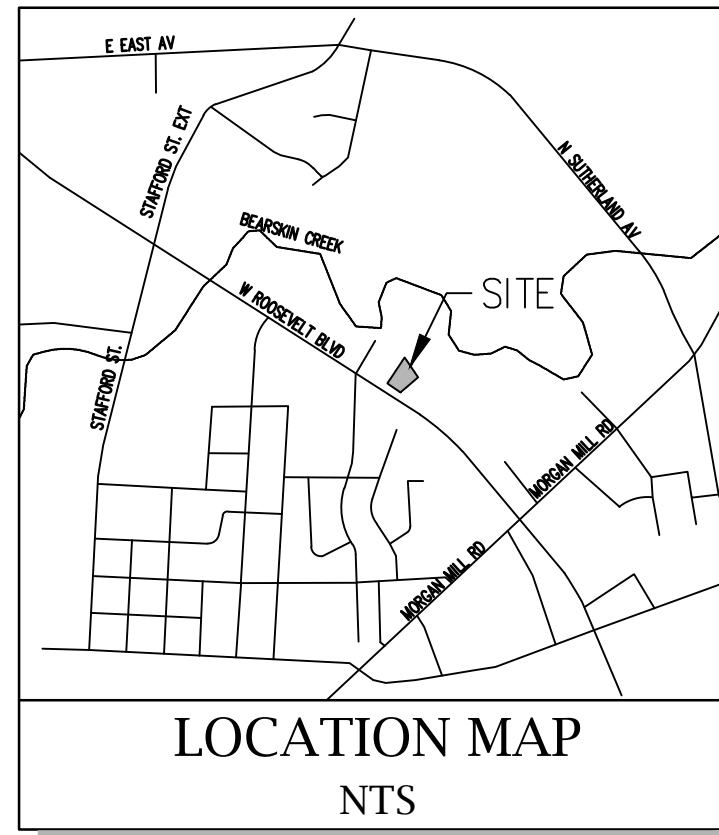 E EAST AV
STAFFORD ST. EXT
N SUTHERLAND AV
BEARSKIN CREEK
SITE
W ROOSEVELT BLVD
STAFFORD ST.
MORGAN MILL RD
MORGAN MILL RD
LOCATION MAP
NTS